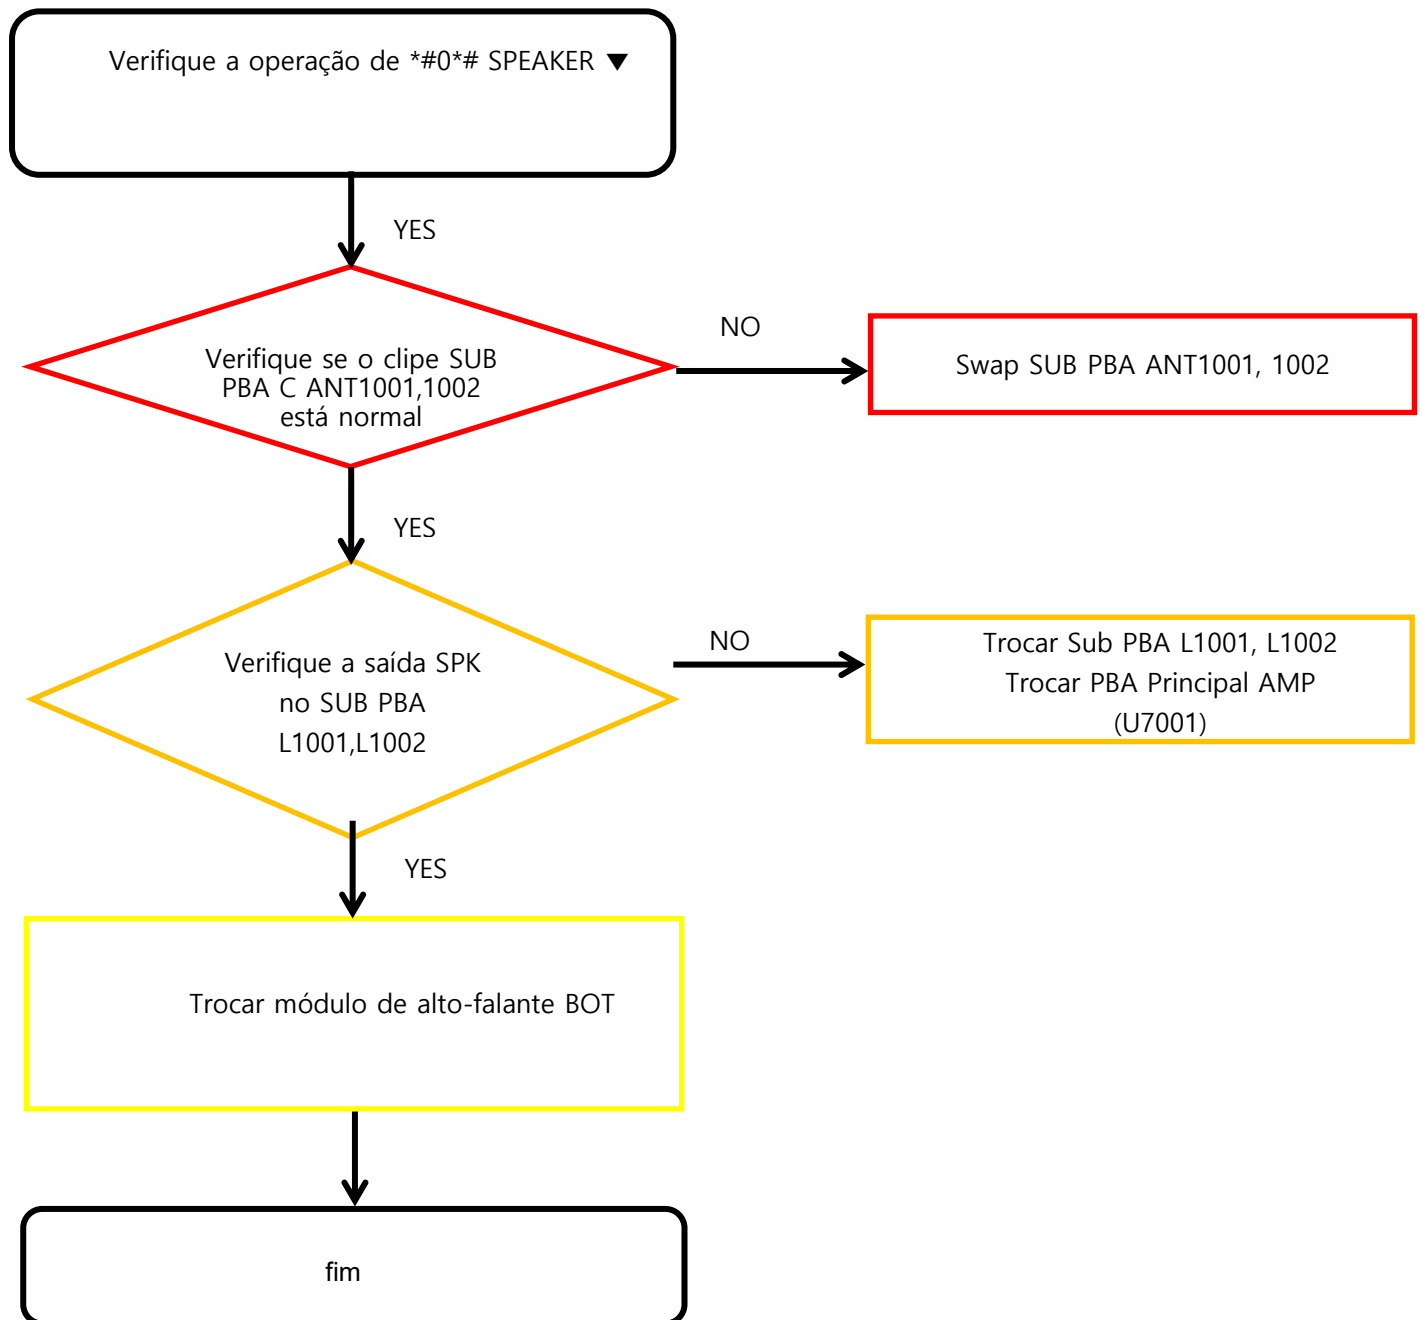 Verifique a operação de *#0*# SPEAKER ▼
YES
Verifique se o clipe SUB
PBA C ANT1001,1002
está normal
NO
Swap SUB PBA ANT1001, 1002
YES
Verifique a saída SPK
no SUB PBA
L1001,L1002
NO
Trocar Sub PBA L1001, L1002
Trocar PBA Principal AMP
(U7001)
YES
Trocar módulo de alto-falante BOT
fim